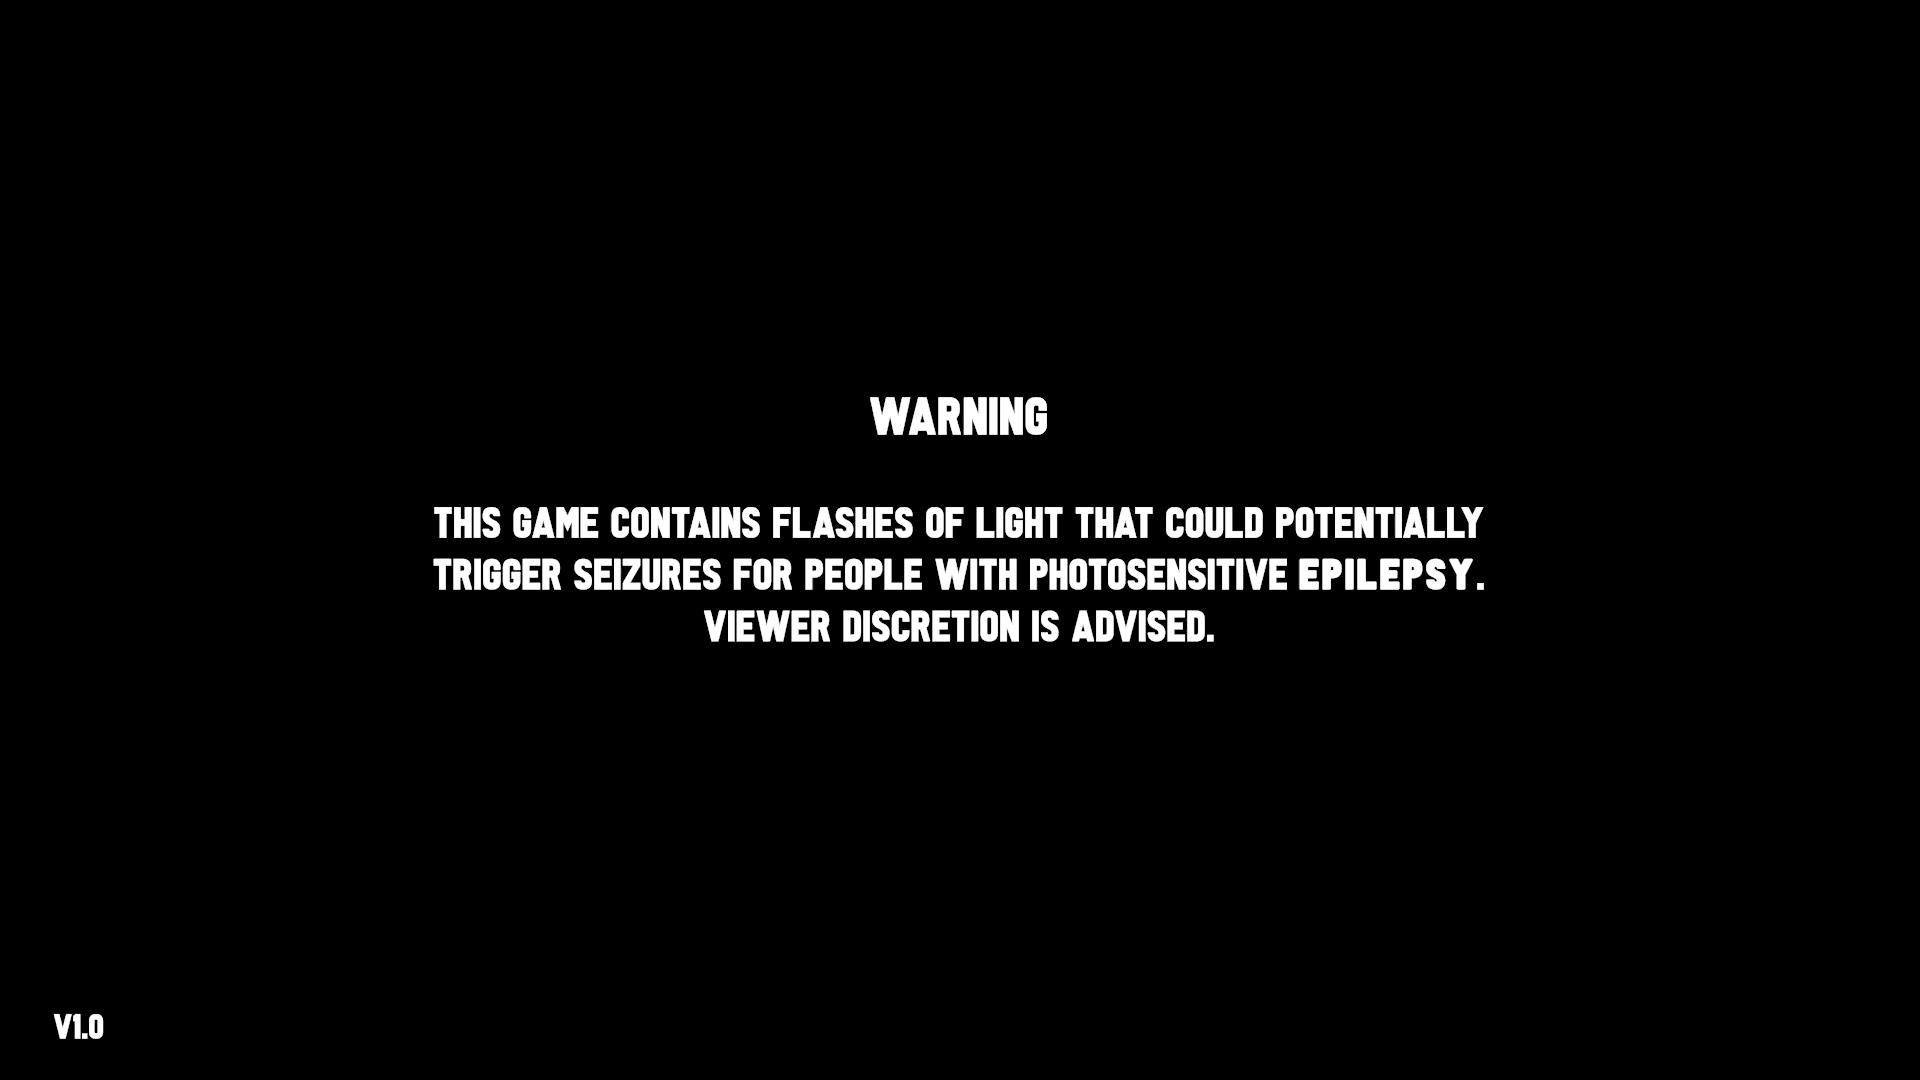 WARNING
THIS GAME CONTAINS FLASHES OF LIGHT THAT COULD POTENTIALLY
TRIGGER SEIZURES FOR PEOPLE WITH PHOTOSENSITIVE EPILEPSY.
VIEWER DISCRETION IS ADVISED.
V1.0